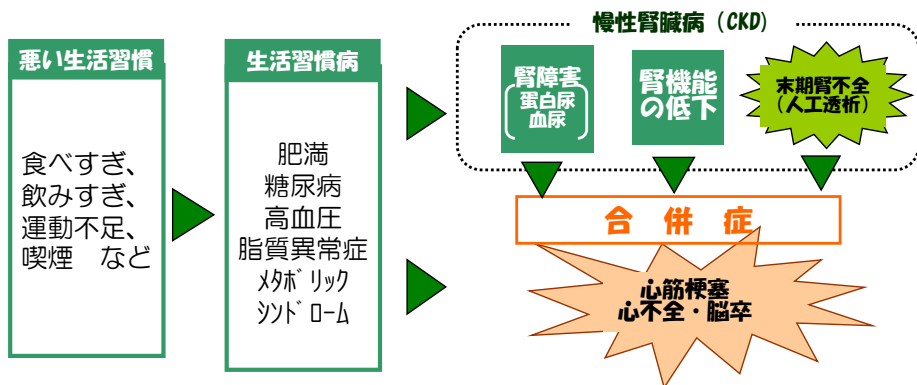 慢性腎臓病(CKD)
悪い生活習慣
食べすぎ、
飲みすぎ、
運動不足、
喫煙　など
生活習慣病
肥満
糖尿病
高血圧
脂質異常症
ﾒﾀﾎﾞﾘｯｸ
ｼﾝﾄﾞﾛｰﾑ
腎障害
蛋白尿
血尿
腎機能
の低下
末期腎不全
(人工透析)
合併症
心筋梗塞
心不全・脳卒